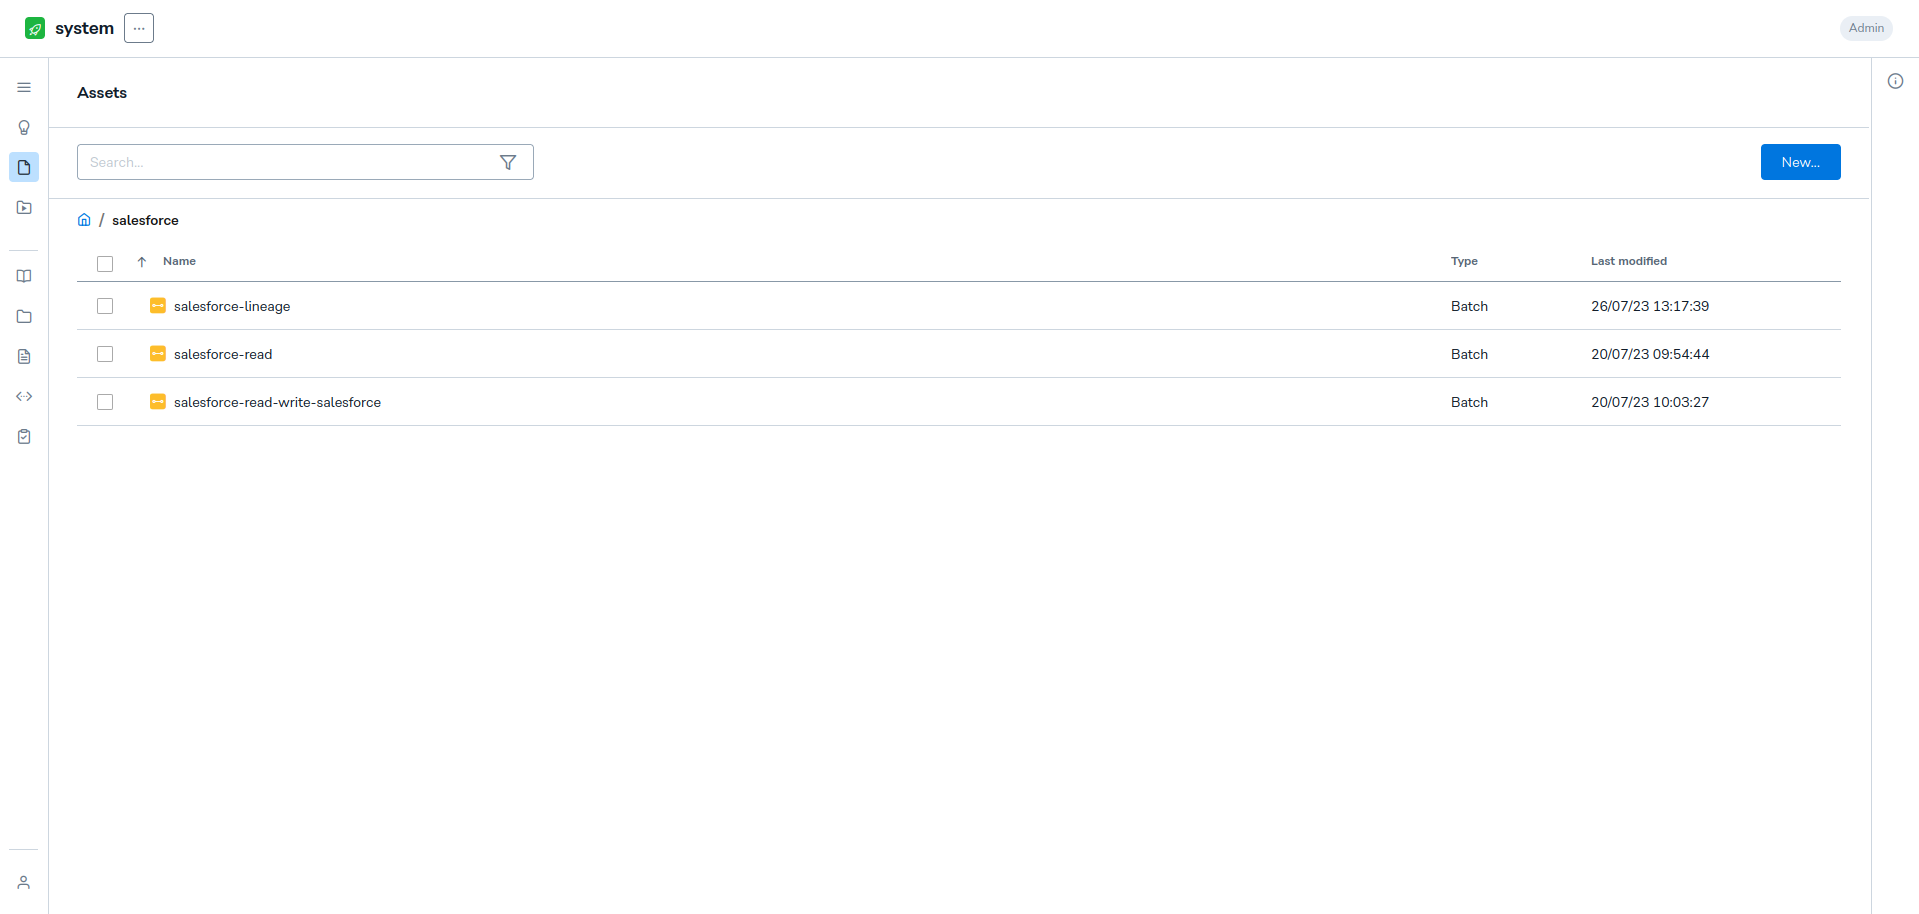 system ...
Admin
Assets
Search...
New...
/ salesforce
Name Type Last modified
salesforce-lineage Batch 26/07/23 13:17:39
salesforce-read Batch 20/07/23 09:54:44
salesforce-read-write-salesforce Batch 20/07/23 10:03:27